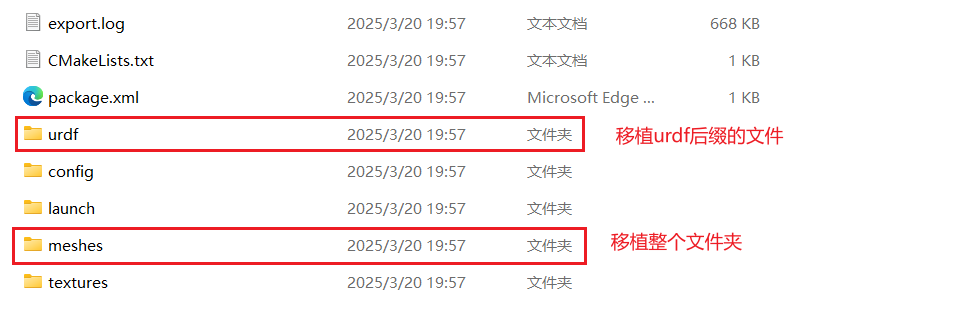 export.log 2025/3/20 19:57 文本文档 668 KB
CMakeLists.txt 2025/3/20 19:57 文本文档 1 KB
package.xml 2025/3/20 19:57 Microsoft Edge ... 1 KB
urdf 2025/3/20 19:57 文件夹 移植urdf后缀的文件
config 2025/3/20 19:57 文件夹
launch 2025/3/20 19:57 文件夹
meshes 2025/3/20 19:57 文件夹 移植整个文件夹
textures 2025/3/20 19:57 文件夹